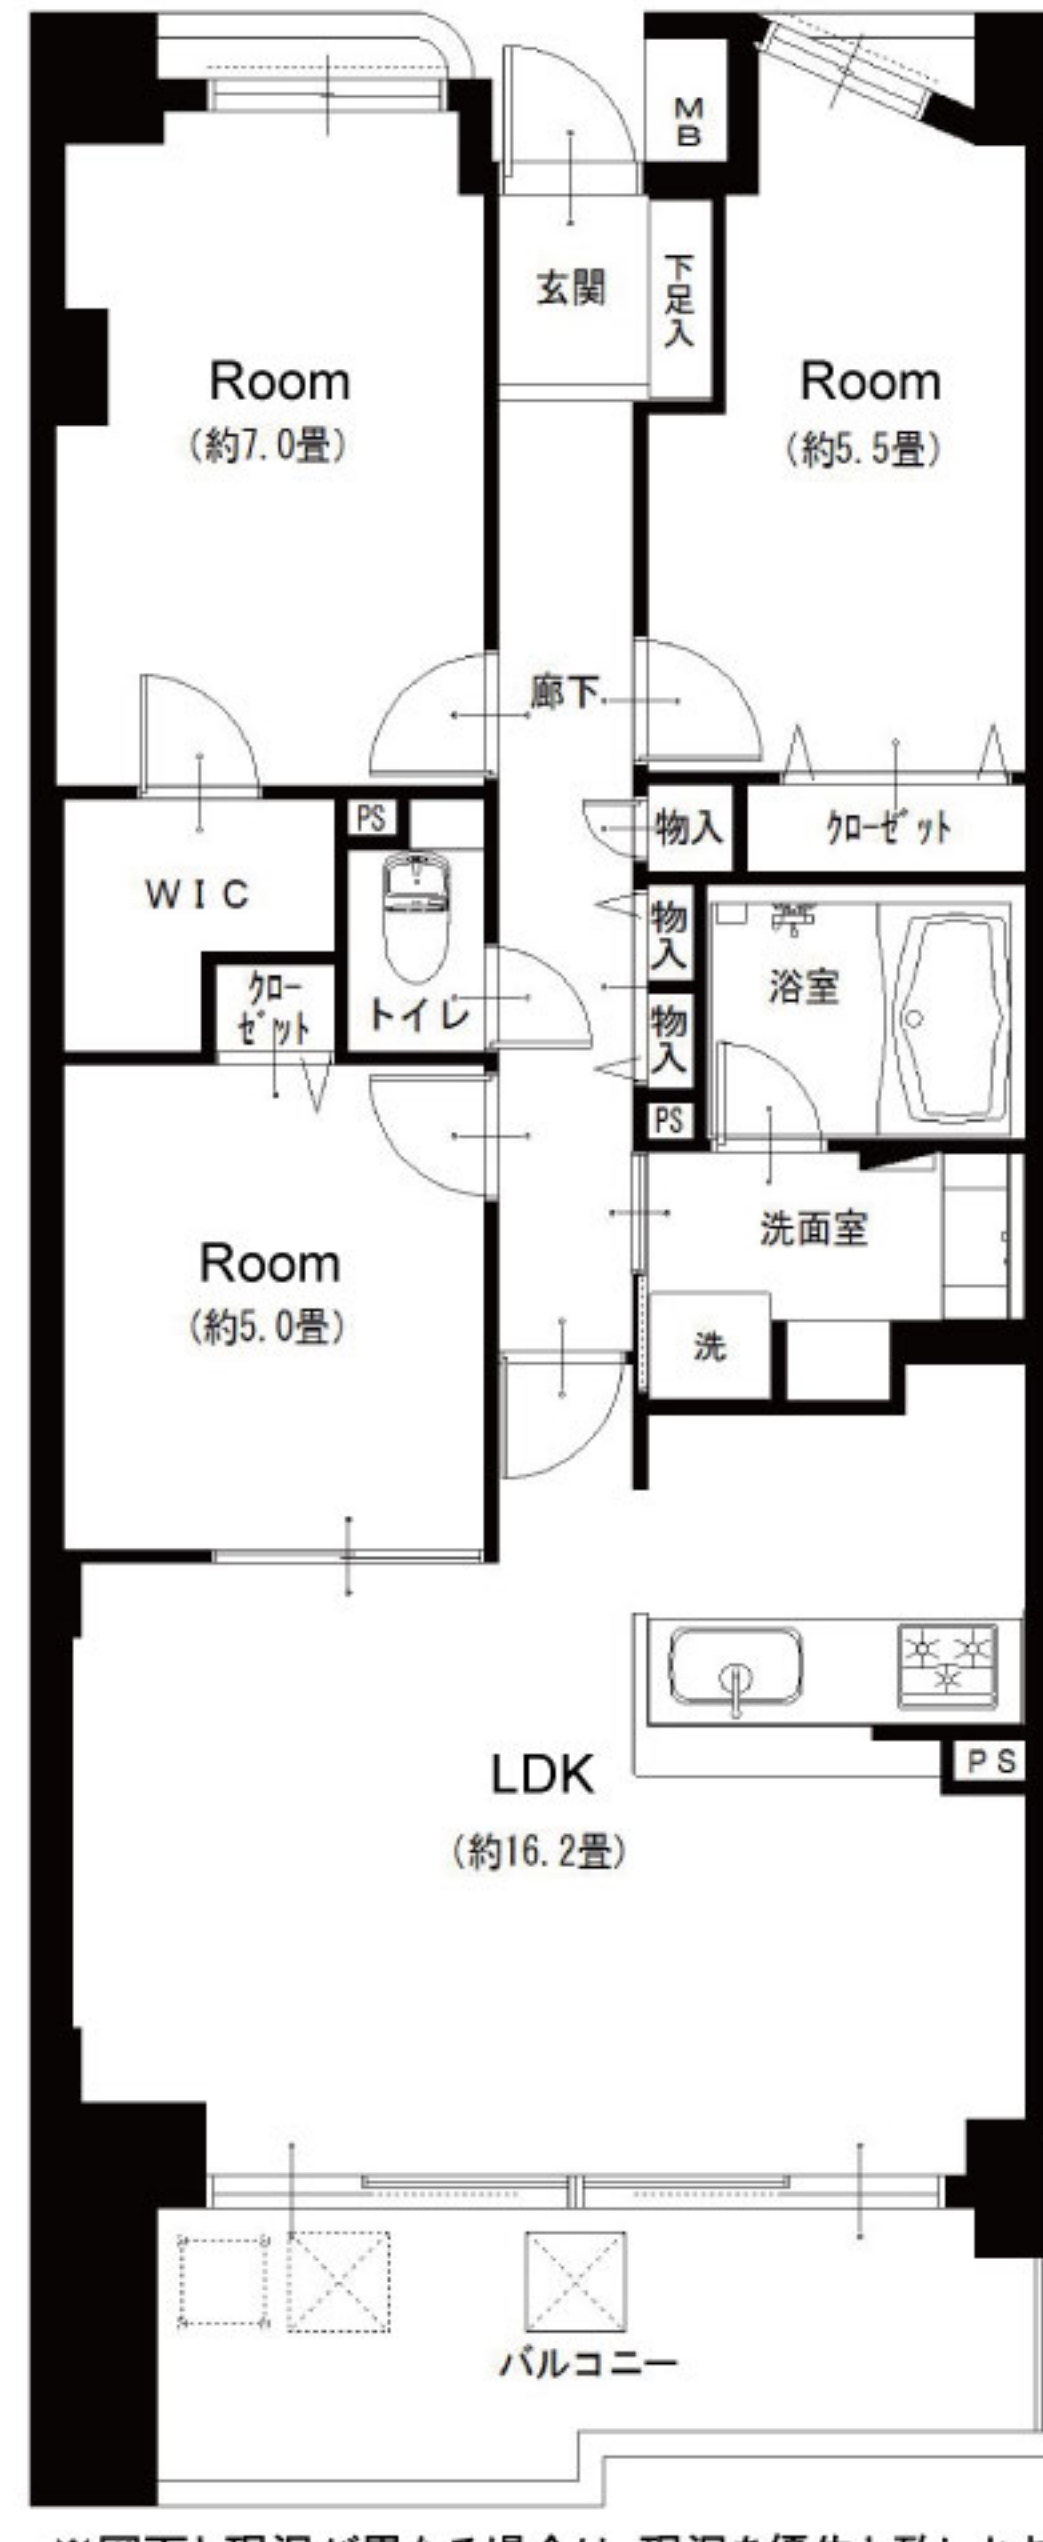 MB
玄関
下足入
Room
(約7.0畳)
Room
(約5.5畳)
廊下
PS
物入
クローゼット
WIC
物入
浴室
クロー
ゼット
トイレ
物入
PS
洗面室
Room
(約5.0畳)
洗
LDK
(約16.2畳)
PS
バルコニー